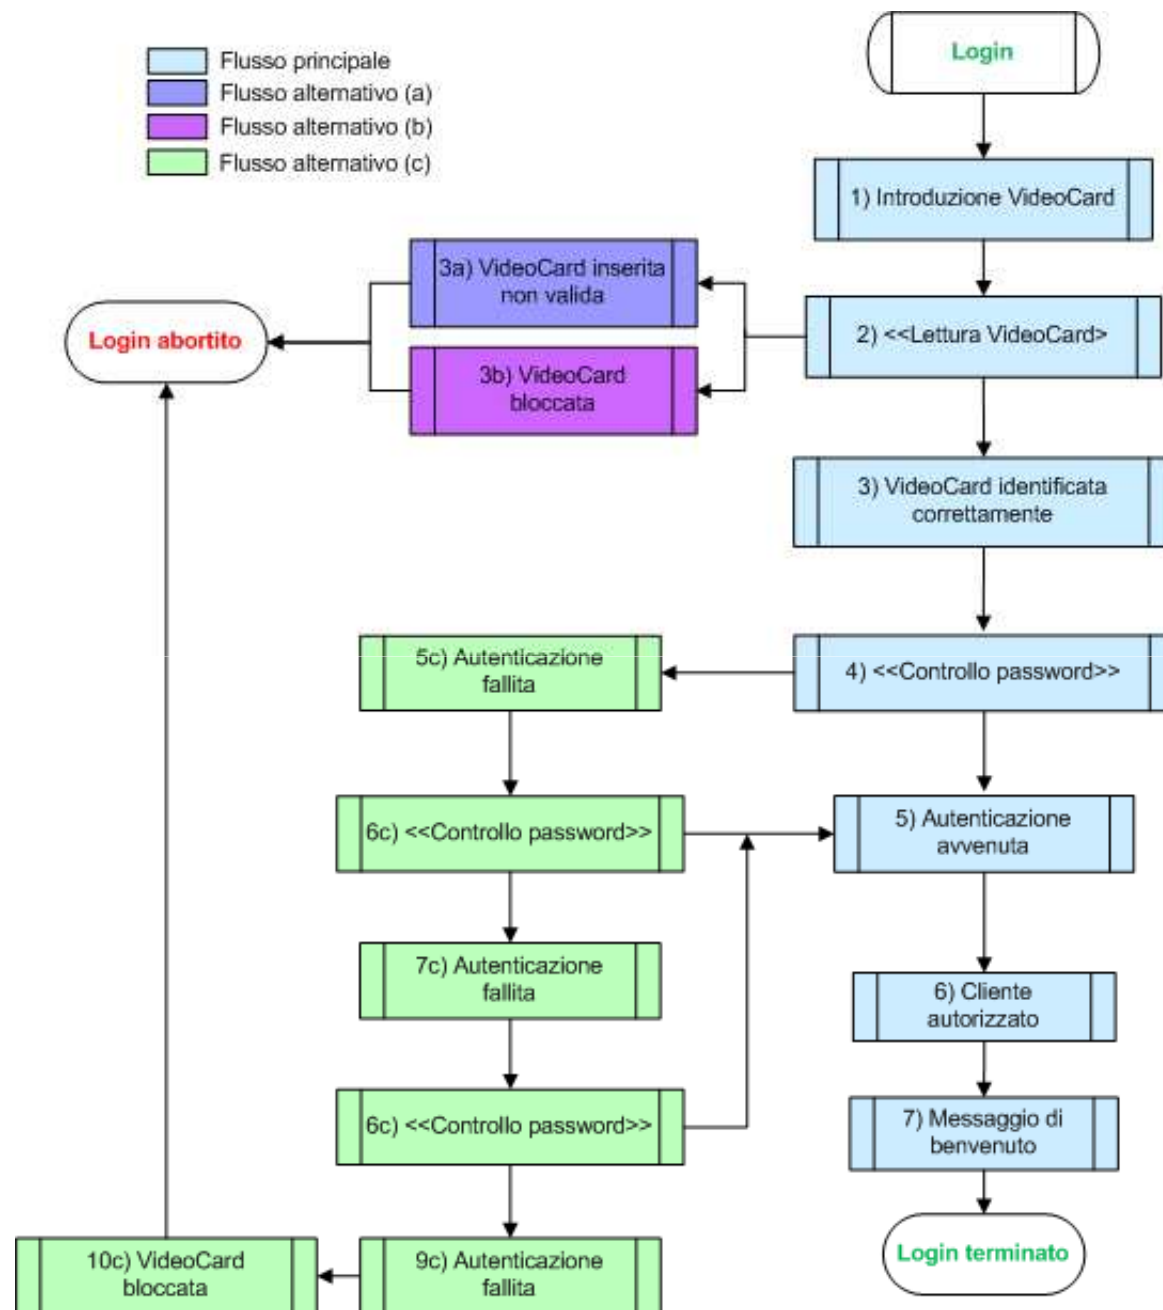 Flusso principale
Flusso alternativo (a)
Flusso alternativo (b)
Flusso alternativo (c)
Login
1) Introduzione VideoCard
2) <<Lettura VideoCard>
3a) VideoCard inserita
non valida
3b) VideoCard
bloccata
Login abortito
3) VideoCard identificata
correttamente
4) <<Controllo password>>
5c) Autenticazione
fallita
6c) <<Controllo password>>
5) Autenticazione
avvenuta
7c) Autenticazione
fallita
6) Cliente
autorizzato
6c) <<Controllo password>>
7) Messaggio di
benvenuto
10c) VideoCard
bloccata
9c) Autenticazione
fallita
Login terminato